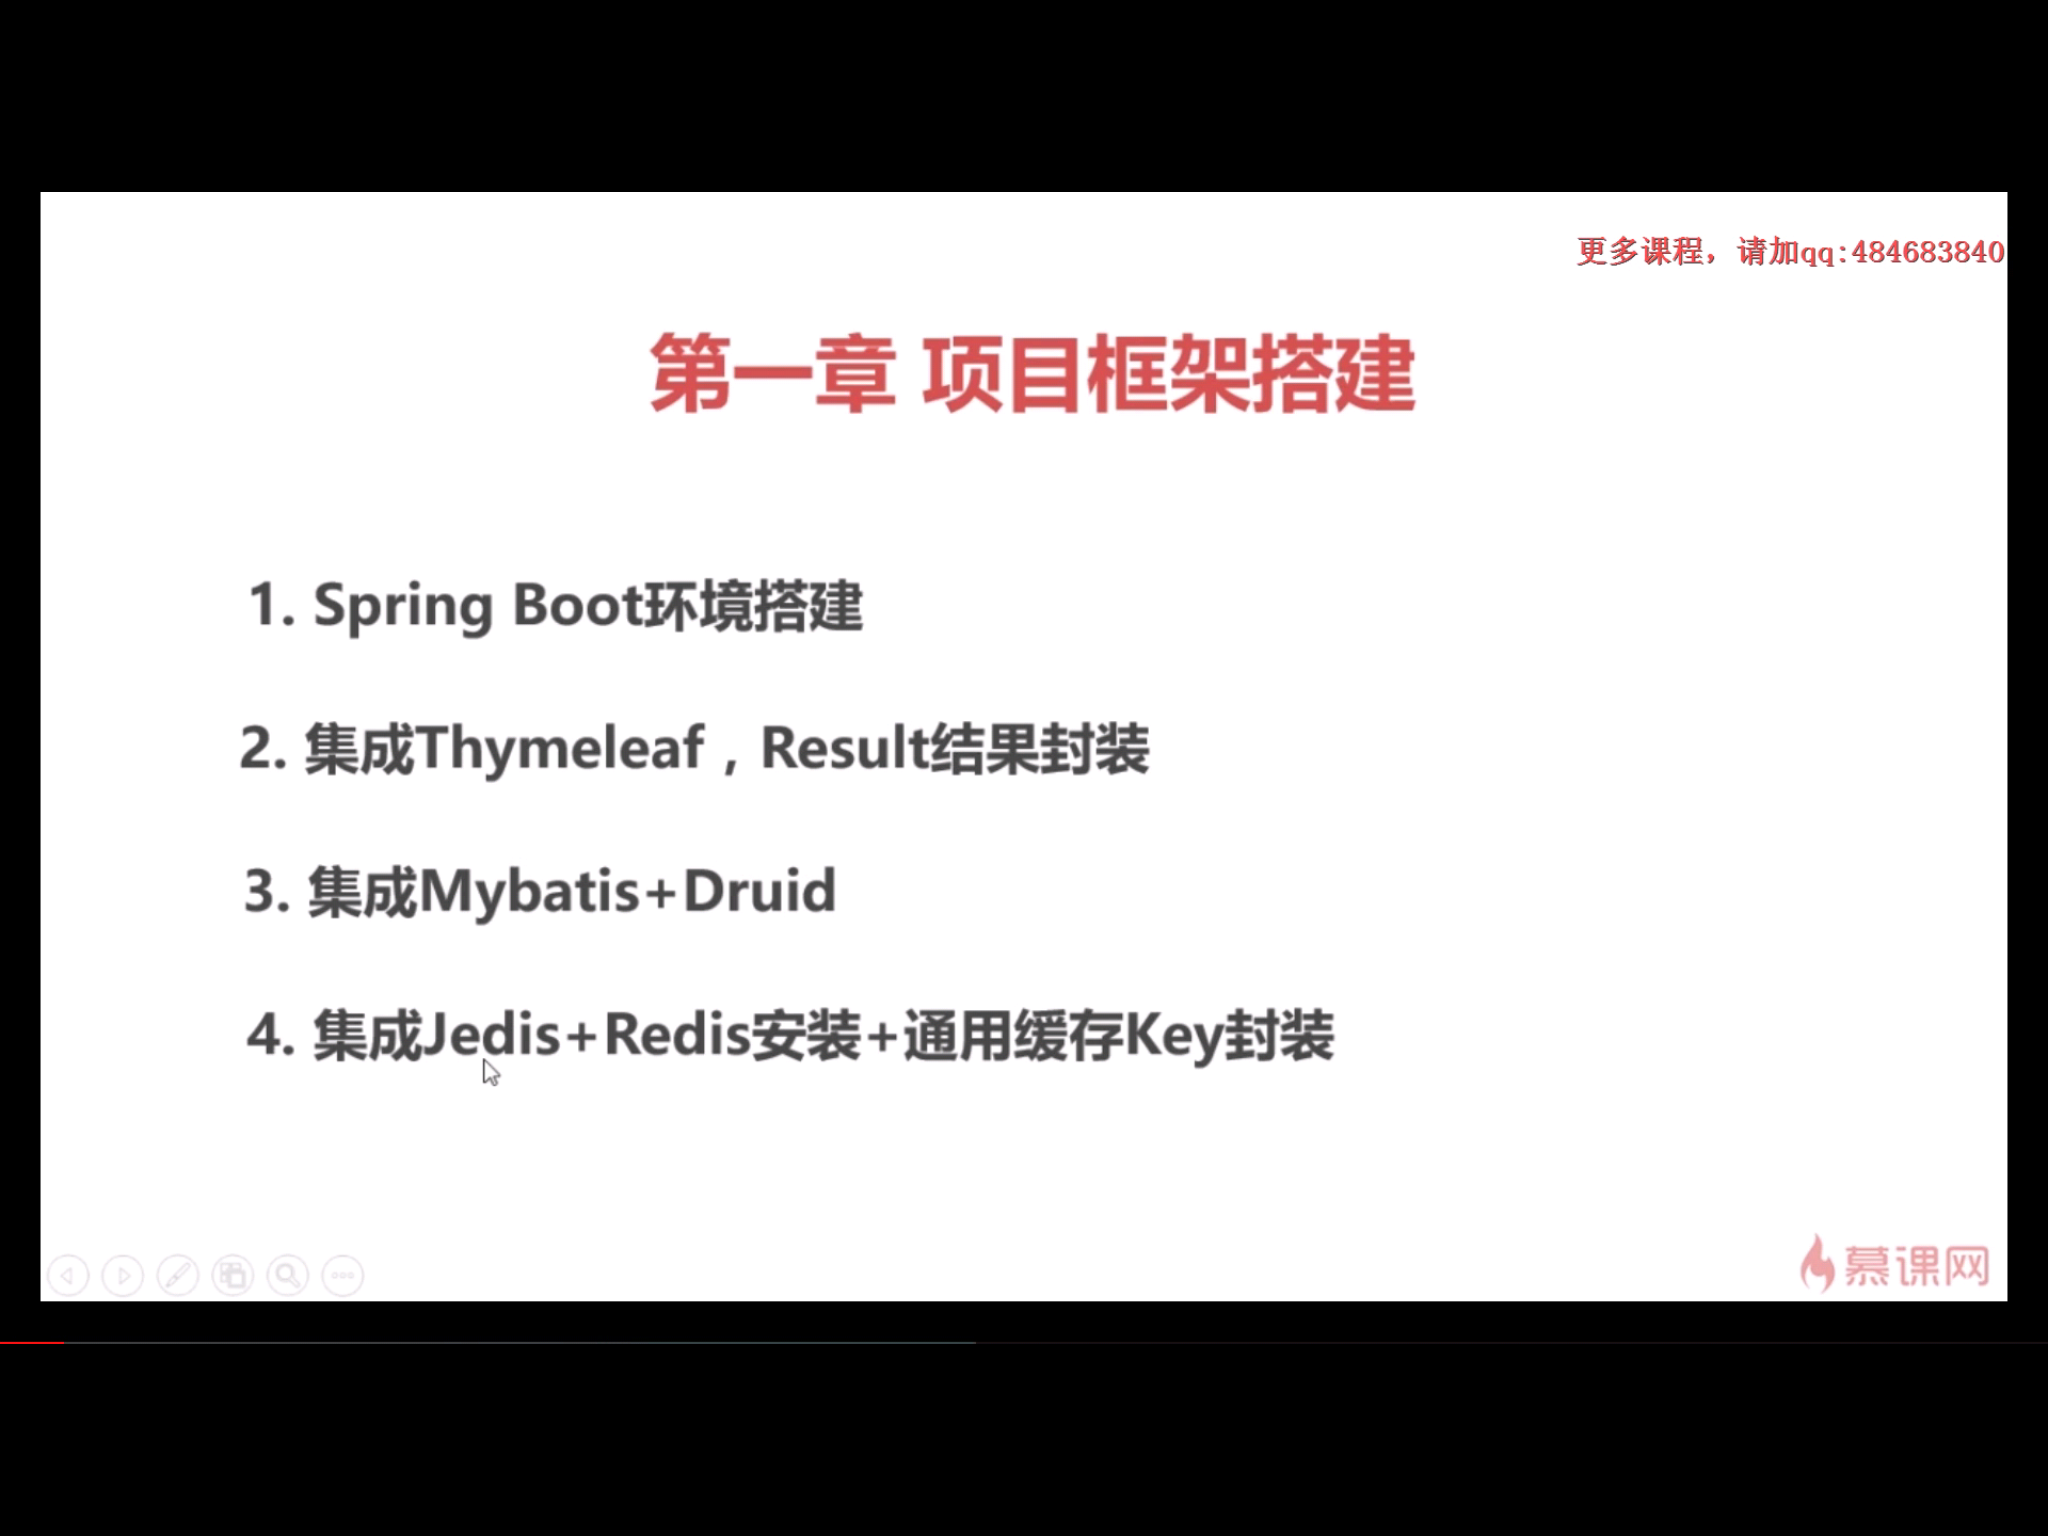 更多课程，请加qq:484683840
第一章 项目框架搭建
1. Spring Boot环境搭建
2. 集成Thymeleaf，Result结果封装
3. 集成Mybatis+Druid
4. 集成Jedis+Redis安装+通用缓存Key封装
慕课网